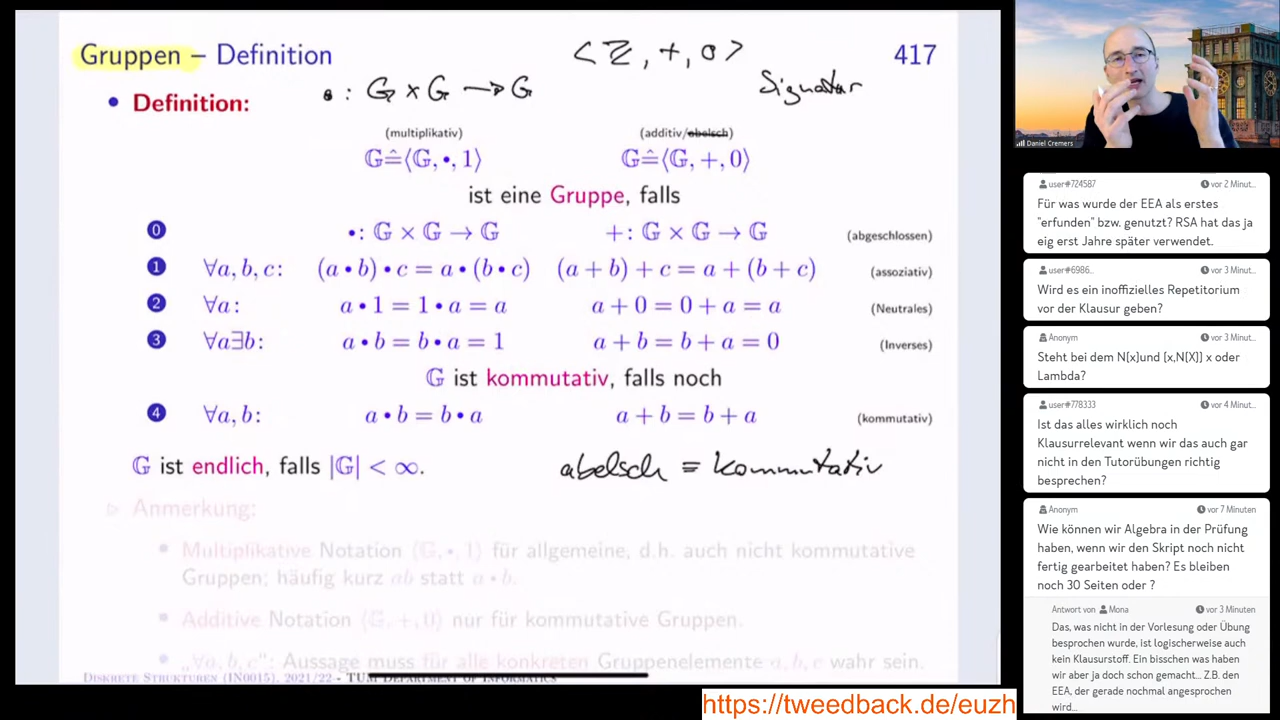 Gruppen – Definition
< ℤ , + , 0 >
417
• : G × G → G
Signatur
• Definition:
(multiplikativ)
(additiv/abelsch)
𝔾≙⟨𝔾, •, 1⟩
𝔾≙⟨𝔾, +, 0⟩
ist eine Gruppe, falls
0 •: 𝔾 × 𝔾 → 𝔾 +: 𝔾 × 𝔾 → 𝔾 (abgeschlossen)
1 ∀a, b, c: (a • b) • c = a • (b • c) (a + b) + c = a + (b + c) (assoziativ)
2 ∀a: a • 1 = 1 • a = a a + 0 = 0 + a = a (Neutrales)
3 ∀a∃b: a • b = b • a = 1 a + b = b + a = 0 (Inverses)
𝔾 ist kommutativ, falls noch
4 ∀a, b: a • b = b • a a + b = b + a (kommutativ)
𝔾 ist endlich, falls |𝔾| < ∞.
abelsch ≡ kommutativ
▷ Anmerkung:
• Multiplikative Notation ⟨𝔾, •, 1⟩ für allgemeine, d.h. auch nicht kommutative
Gruppen; häufig kurz ab statt a • b.
• Additive Notation ⟨𝔾, +, 0⟩ nur für kommutative Gruppen.
• „∀a, b, c": Aussage muss für alle konkreten Gruppenelemente a, b, c wahr sein.
Diskrete Strukturen (IN0015), 2021/22 - TUM Department of Informatics
Daniel Cremers
user#724587 vor 2 Minut...
Für was wurde der EEA als erstes
"erfunden" bzw. genutzt? RSA hat das ja
eig erst Jahre später verwendet.
user#6986... vor 3 Minut...
Wird es ein inoffizielles Repetitorium
vor der Klausur geben?
Anonym vor 3 Minut...
Steht bei dem N[x]und [x,N[X]] x oder
Lambda?
user#778333 vor 4 Minut...
Ist das alles wirklich noch
Klausurrelevant wenn wir das auch gar
nicht in den Tutorübungen richtig
besprechen?
Anonym vor 7 Minuten
Wie können wir Algebra in der Prüfung
haben, wenn wir den Skript noch nicht
fertig gearbeitet haben? Es bleiben
noch 30 Seiten oder ?
Antwort von Mona vor 3 Minuten
Das, was nicht in der Vorlesung oder Übung
besprochen wurde, ist logischerweise auch
kein Klausurstoff. Ein bisschen was haben
wir aber ja doch schon gemacht... Z.B. den
EEA, der gerade nochmal angesprochen
wird...
https://tweedback.de/euzh